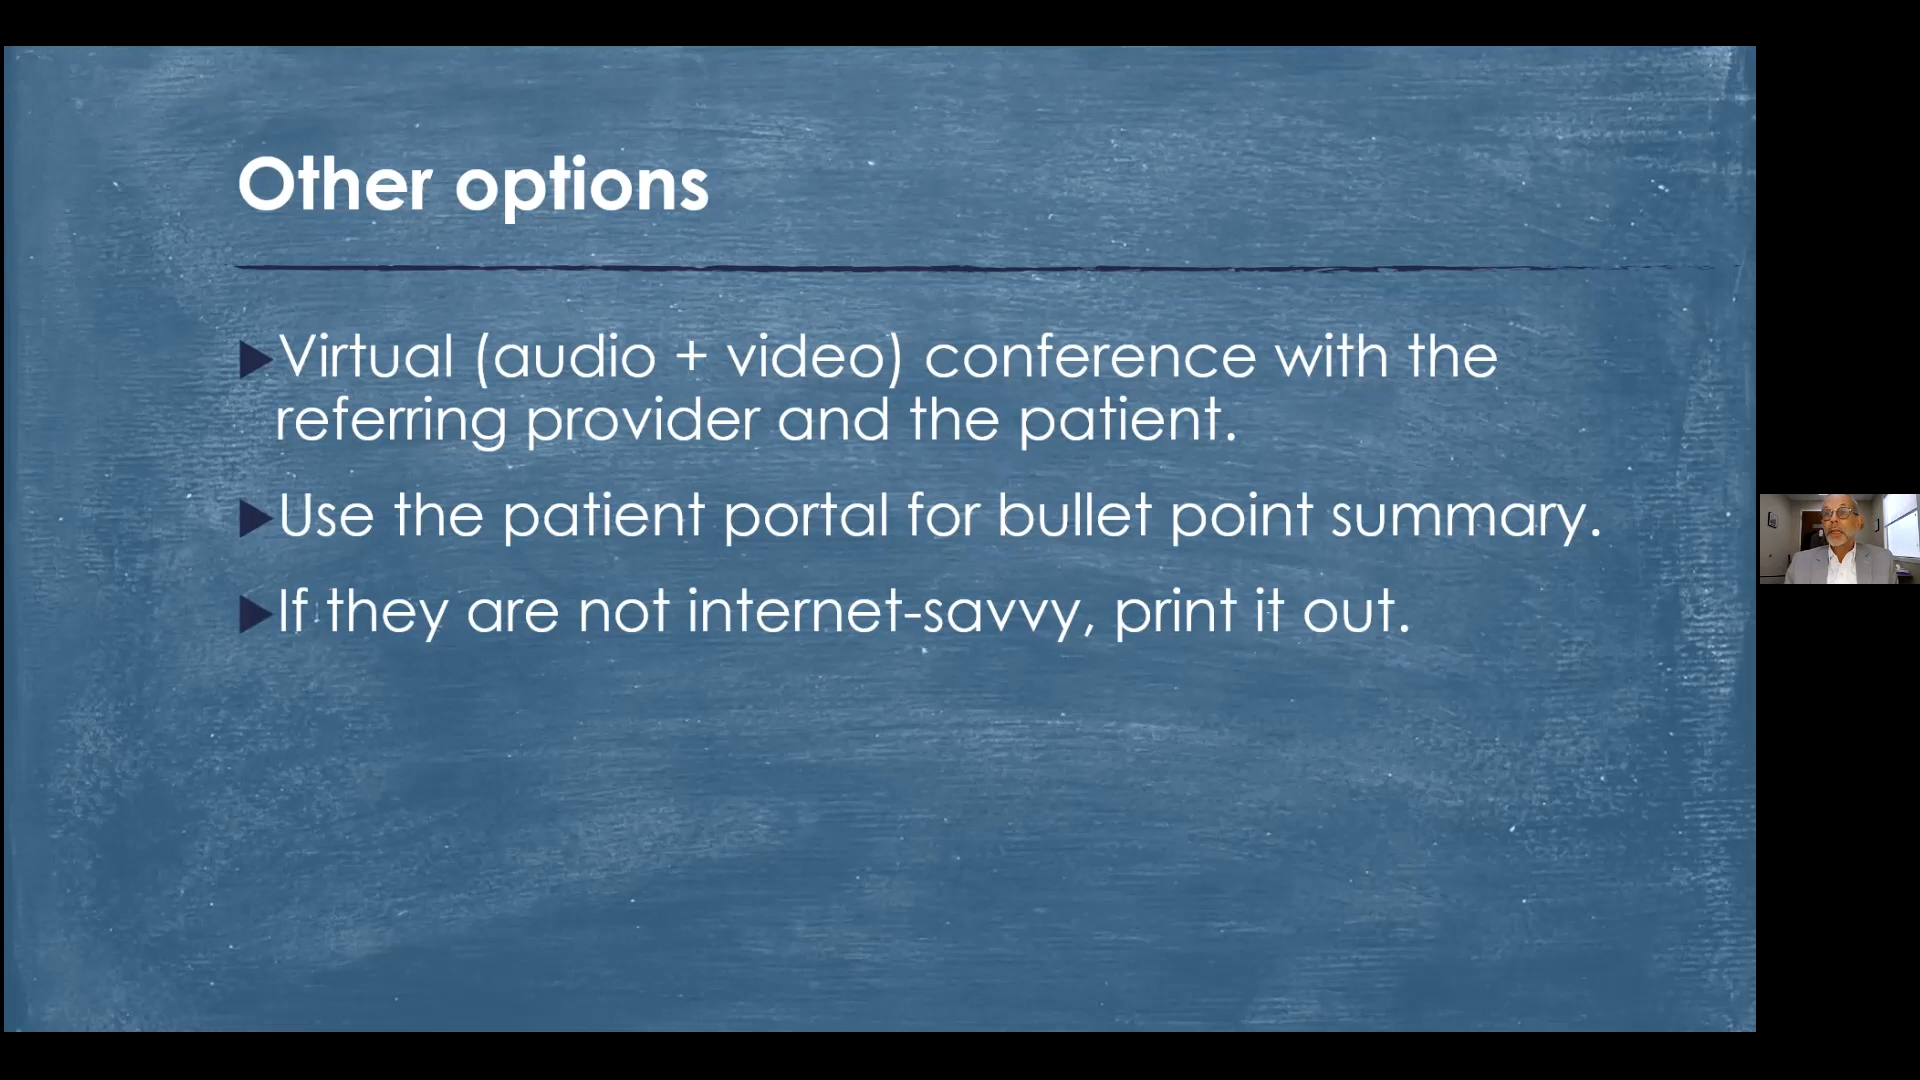 Other options
Virtual (audio + video) conference with the
referring provider and the patient.
Use the patient portal for bullet point summary.
If they are not internet-savvy, print it out.